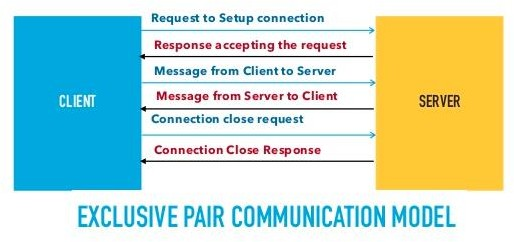 Request to Setup connection
Response accepting the request
Message from Client to Server
CLIENT
Message from Server to Client
SERVER
Connection close request
Connection Close Response
EXCLUSIVE PAIR COMMUNICATION MODEL